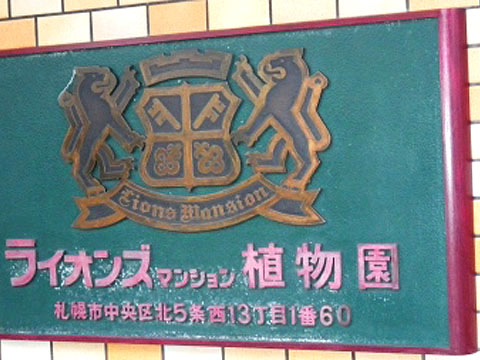 Lions Mansion
ライオンズマンション 植物園
札幌市中央区北5条西13丁目1番60